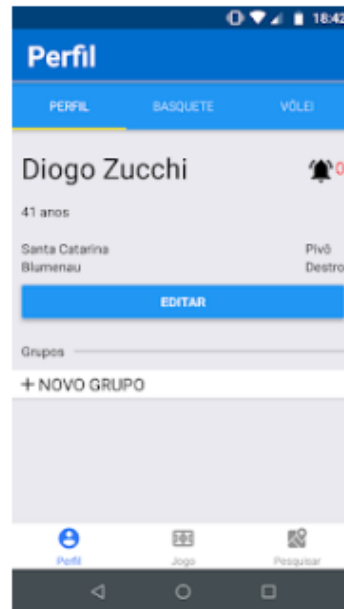 18:42
Perfil
PERFIL BASQUETE VÔLEI
Diogo Zucchi 0
41 anos
Santa Catarina Pivô
Blumenau Destro
EDITAR
Grupos
+ NOVO GRUPO
Perfil Jogo Pesquisar